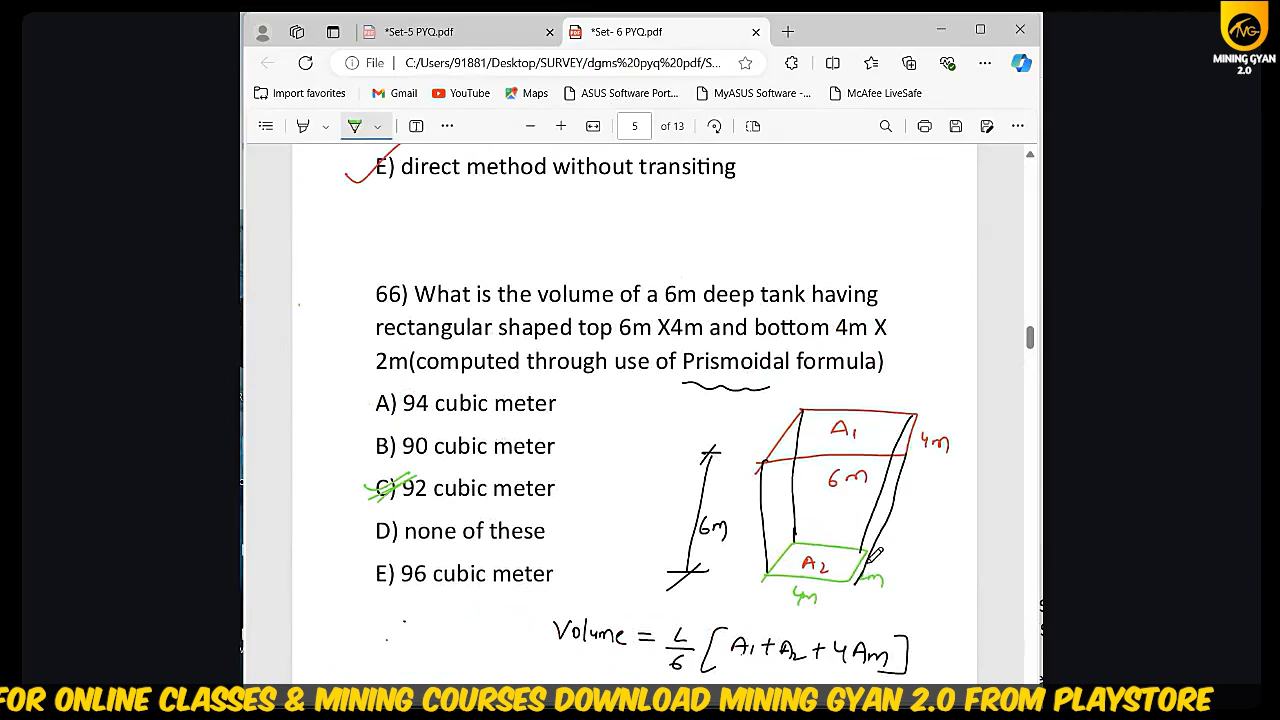 *Set-5 PYQ.pdf
*Set- 6 PYQ.pdf
MINING GYAN
2.0
File
C:/Users/91881/Desktop/SURVEY/dgms%20pyq%20pdf/S...
Import favorites
Gmail
YouTube
Maps
ASUS Software Port...
MyASUS Software -...
McAfee LiveSafe
5 of 13
E) direct method without transiting
66) What is the volume of a 6m deep tank having
rectangular shaped top 6m X4m and bottom 4m X
2m(computed through use of Prismoidal formula)
A) 94 cubic meter
B) 90 cubic meter
C) 92 cubic meter
D) none of these
E) 96 cubic meter
A1
4m
6m
6m
A2
4m
Volume = L/6 [A1+A2+4Am]
FOR ONLINE CLASSES & MINING COURSES DOWNLOAD MINING GYAN 2.0 FROM PLAYSTORE